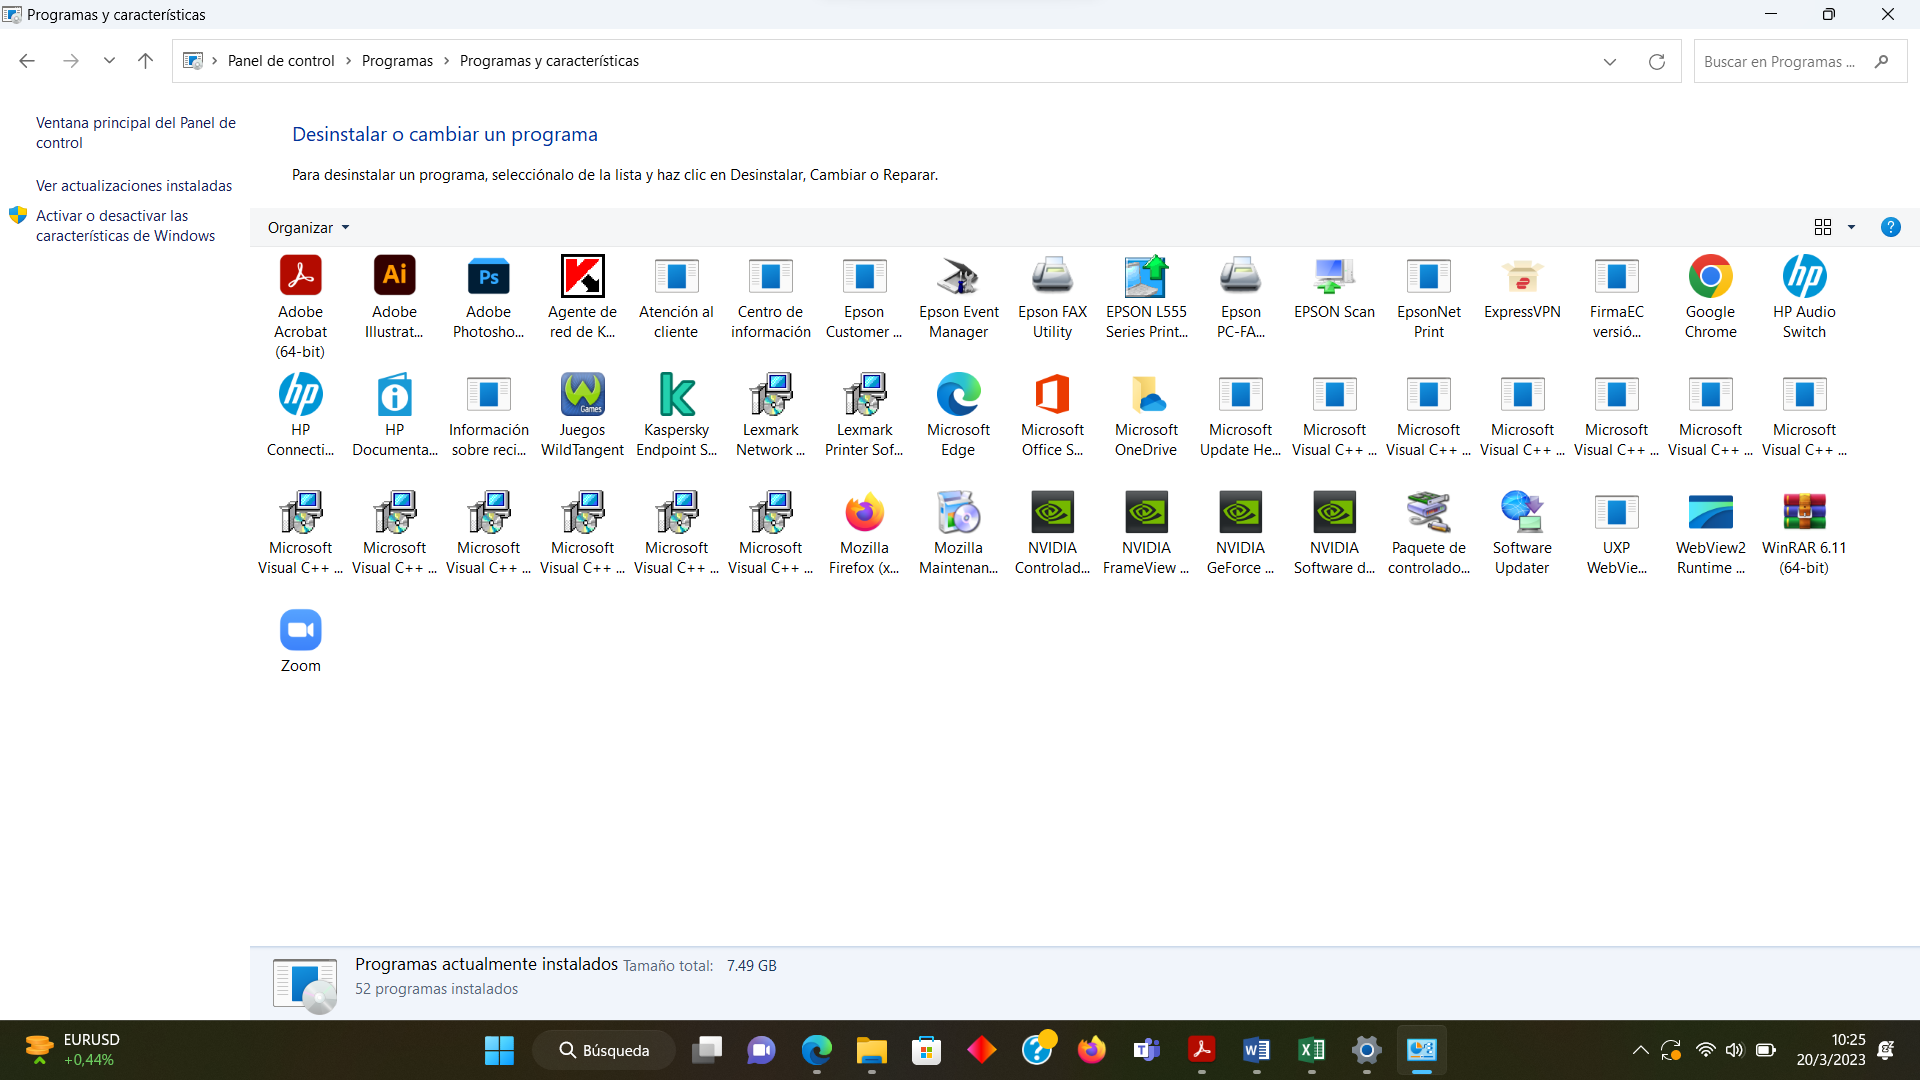 Programas y características
Panel de control > Programas > Programas y características
Buscar en Programas ...
Ventana principal del Panel de
control
Ver actualizaciones instaladas
Activar o desactivar las
características de Windows
Desinstalar o cambiar un programa
Para desinstalar un programa, selecciónalo de la lista y haz clic en Desinstalar, Cambiar o Reparar.
Organizar
Adobe
Acrobat
(64-bit)
Adobe
Illustrat...
Adobe
Photosho...
Agente de
red de K...
Atención al
cliente
Centro de
información
Epson
Customer ...
Epson Event
Manager
Epson FAX
Utility
EPSON L555
Series Print...
Epson
PC-FA...
EPSON Scan
EpsonNet
Print
ExpressVPN
FirmaEC
versió...
Google
Chrome
HP Audio
Switch
HP
Connecti...
HP
Documenta...
Información
sobre reci...
Juegos
WildTangent
Kaspersky
Endpoint S...
Lexmark
Network ...
Lexmark
Printer Sof...
Microsoft
Edge
Microsoft
Office S...
Microsoft
OneDrive
Microsoft
Update He...
Microsoft
Visual C++ ...
Microsoft
Visual C++ ...
Microsoft
Visual C++ ...
Microsoft
Visual C++ ...
Microsoft
Visual C++ ...
Microsoft
Visual C++ ...
Microsoft
Visual C++ ...
Microsoft
Visual C++ ...
Microsoft
Visual C++ ...
Microsoft
Visual C++ ...
Microsoft
Visual C++ ...
Microsoft
Visual C++ ...
Mozilla
Firefox (x...
Mozilla
Maintenan...
NVIDIA
Controlad...
NVIDIA
FrameView ...
NVIDIA
GeForce ...
NVIDIA
Software d...
Paquete de
controlado...
Software
Updater
UXP
WebVie...
WebView2
Runtime ...
WinRAR 6.11
(64-bit)
Zoom
Programas actualmente instalados Tamaño total: 7.49 GB
52 programas instalados
EURUSD
+0,44%
Búsqueda
10:25
20/3/2023